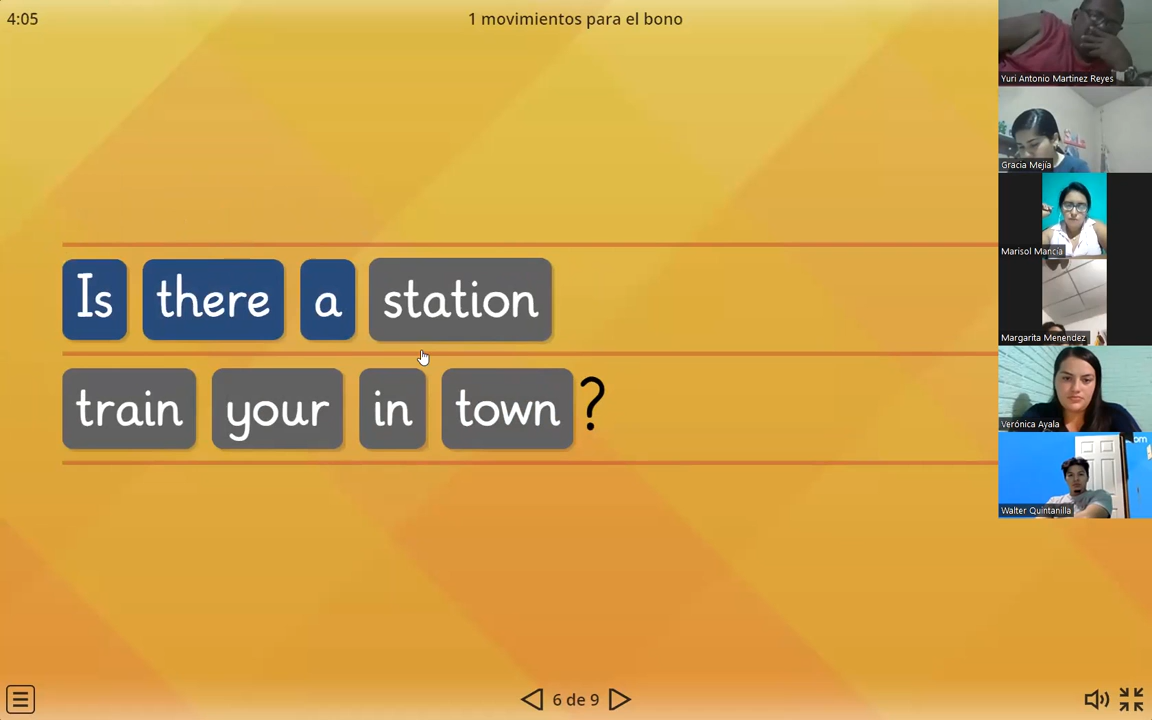 4:05
1 movimientos para el bono
Is there a station
train your in town ?
6 de 9
Yuri Antonio Martinez Reyes
Gracia Mejía
Marisol Mancia
Margarita Menendez
Verónica Ayala
om
Walter Quintanilla